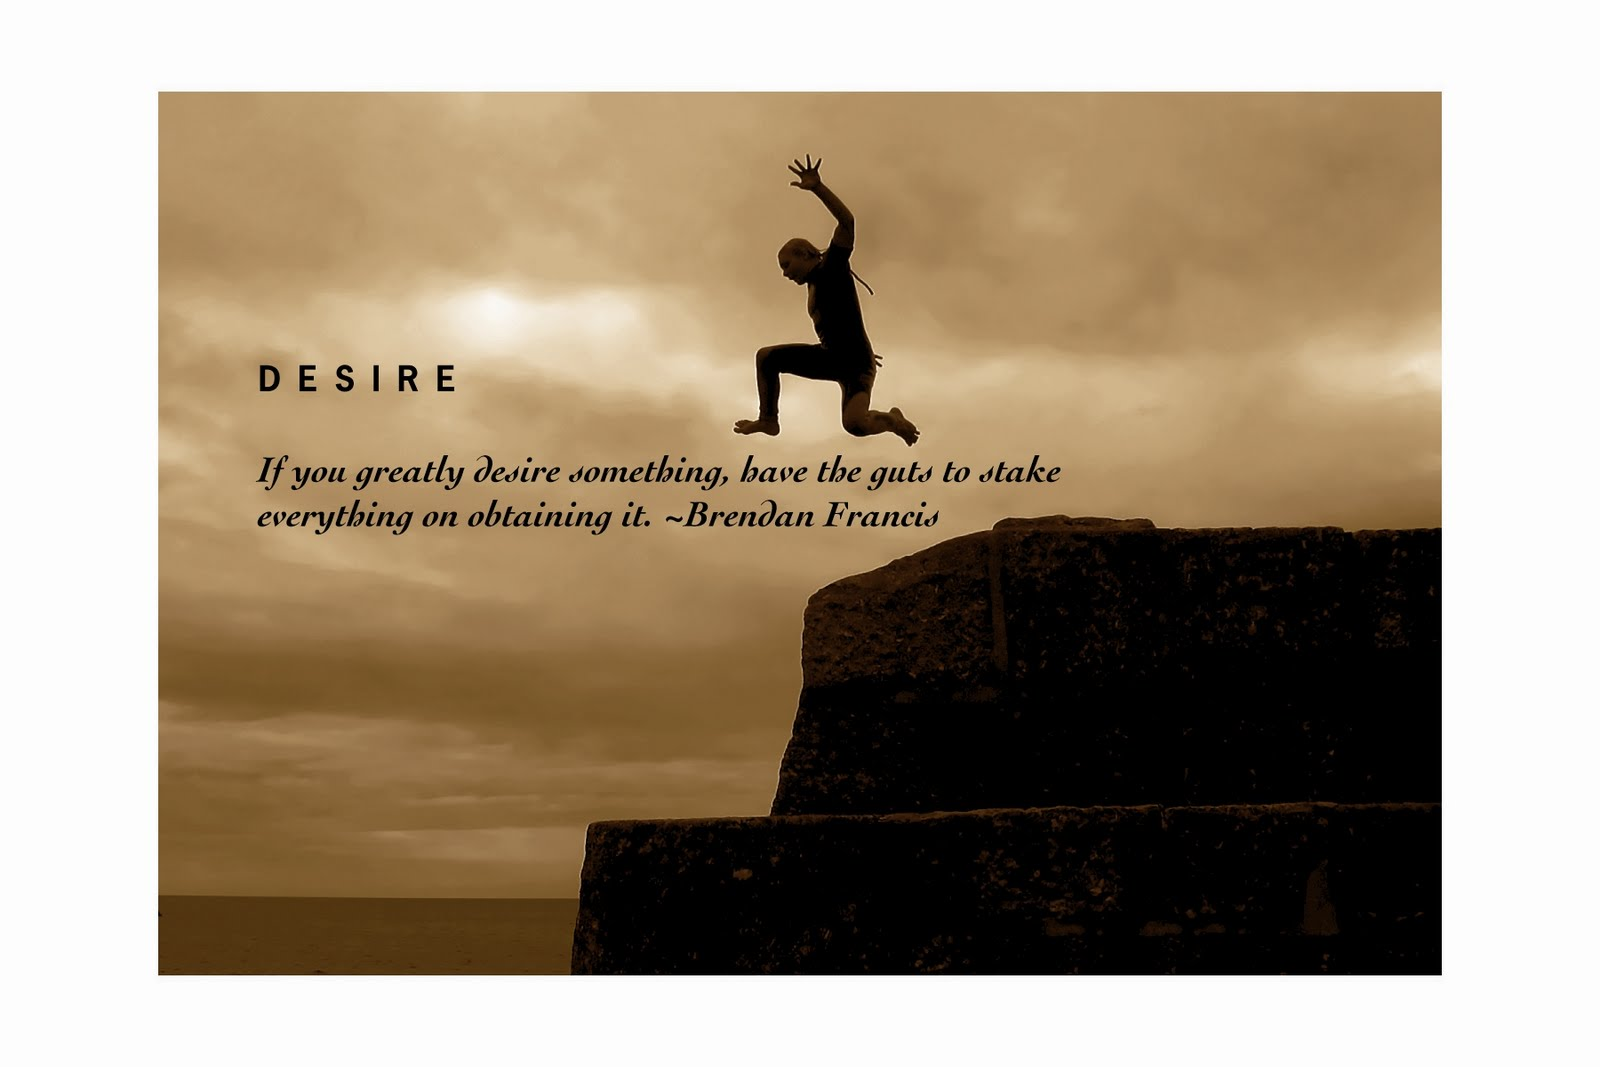 DESIRE
If you greatly desire something, have the guts to stake
everything on obtaining it. ~Brendan Francis